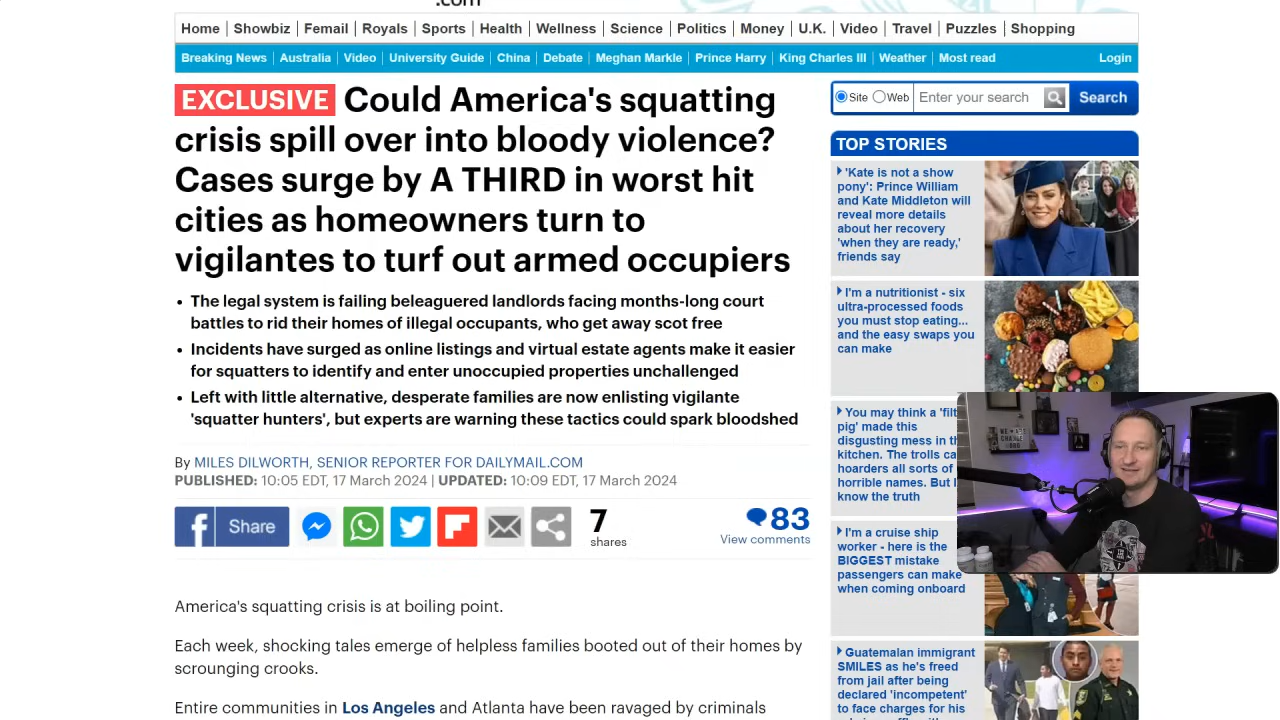 .com
Home Showbiz Femail Royals Sports Health Wellness Science Politics Money U.K. Video Travel Puzzles Shopping
Breaking News Australia Video University Guide China Debate Meghan Markle Prince Harry King Charles III Weather Most read Login
EXCLUSIVE Could America's squatting
crisis spill over into bloody violence?
Cases surge by A THIRD in worst hit
cities as homeowners turn to
vigilantes to turf out armed occupiers
• The legal system is failing beleaguered landlords facing months-long court
battles to rid their homes of illegal occupants, who get away scot free
• Incidents have surged as online listings and virtual estate agents make it easier
for squatters to identify and enter unoccupied properties unchallenged
• Left with little alternative, desperate families are now enlisting vigilante
'squatter hunters', but experts are warning these tactics could spark bloodshed
By MILES DILWORTH, SENIOR REPORTER FOR DAILYMAIL.COM
PUBLISHED: 10:05 EDT, 17 March 2024 | UPDATED: 10:09 EDT, 17 March 2024
Share
7
shares
83
View comments
America's squatting crisis is at boiling point.
Each week, shocking tales emerge of helpless families booted out of their homes by
scrounging crooks.
Entire communities in Los Angeles and Atlanta have been ravaged by criminals
Site Web Enter your search Search
TOP STORIES
'Kate is not a show
pony': Prince William
and Kate Middleton will
reveal more details
about her recovery
'when they are ready,'
friends say
I'm a nutritionist - six
ultra-processed foods
you must stop eating...
and the easy swaps you
can make
You may think a
pig' made this
disgusting mess in
kitchen. The trolls
hoarders all sorts of
horrible names. But
know the truth
I'm a cruise ship
worker - here is the
BIGGEST mistake
passengers can make
when coming onboard
Guatemalan immigrant
SMILES as he's freed
from jail after being
declared 'incompetent'
to face charges for his